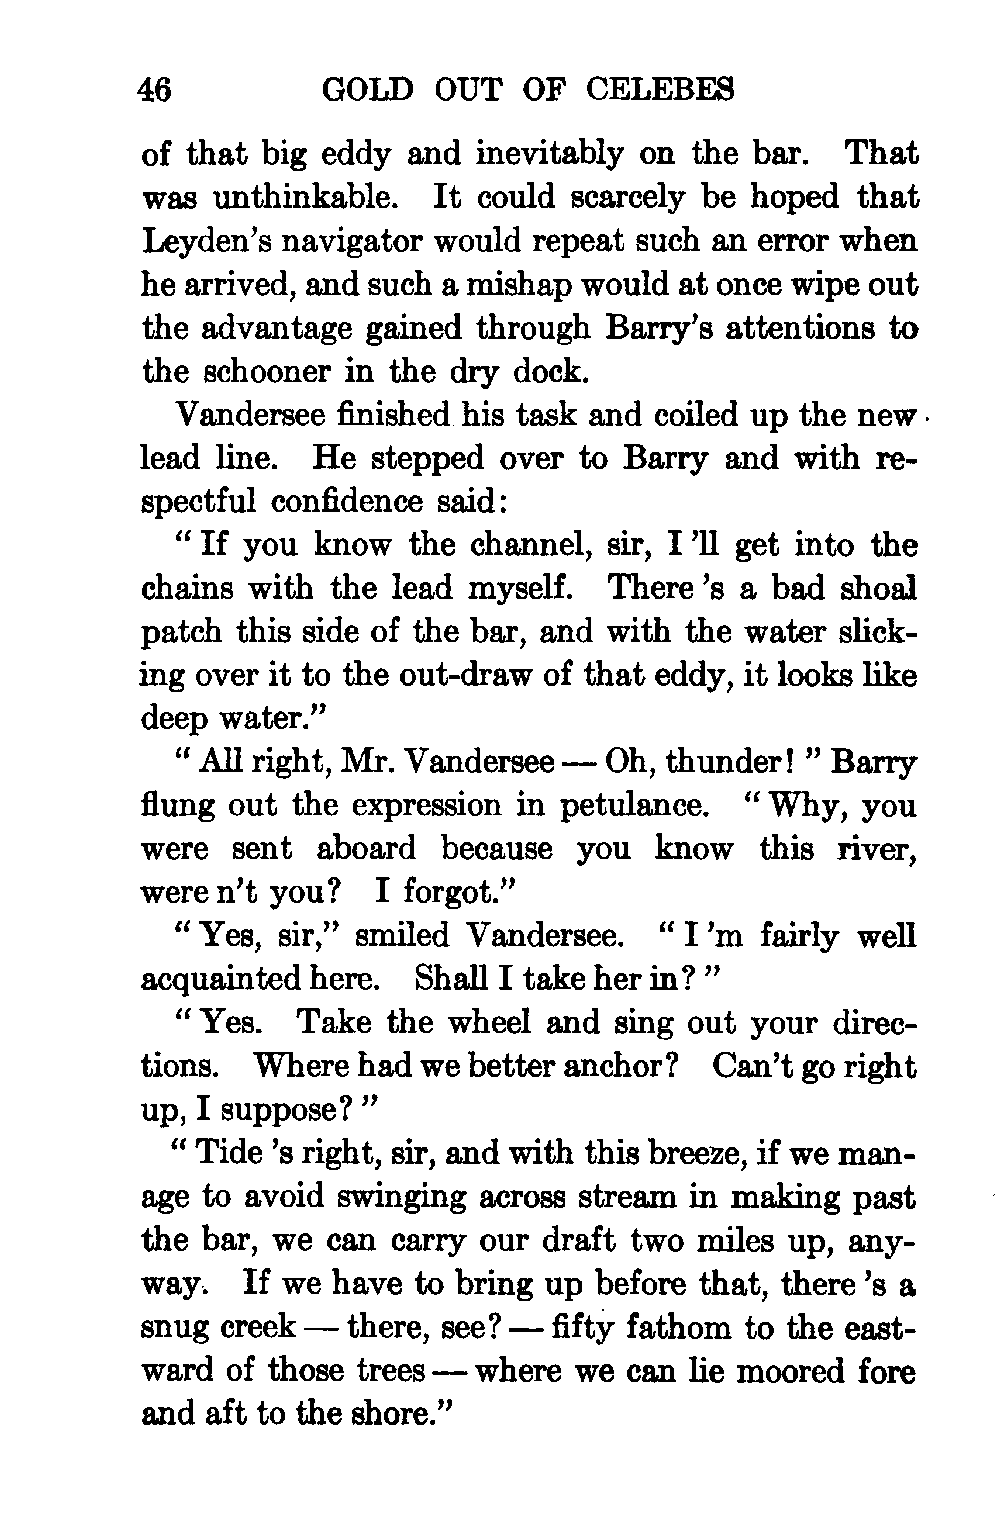 46 GOLD OUT OF CELEBES
of that big eddy and inevitably on the bar. That
was unthinkable. It could scarcely be hoped that
Leyden's navigator would repeat such an error when
he arrived, and such a mishap would at once wipe out
the advantage gained through Barry's attentions to
the schooner in the dry dock.
Vandersee finished his task and coiled up the new
lead line. He stepped over to Barry and with re-
spectful confidence said:
" If you know the channel, sir, I 'll get into the
chains with the lead myself. There 's a bad shoal
patch this side of the bar, and with the water slick-
ing over it to the out-draw of that eddy, it looks like
deep water."
" All right, Mr. Vandersee — Oh, thunder! " Barry
flung out the expression in petulance. " Why, you
were sent aboard because you know this river,
were n't you? I forgot."
" Yes, sir," smiled Vandersee. " I 'm fairly well
acquainted here. Shall I take her in? "
" Yes. Take the wheel and sing out your direc-
tions. Where had we better anchor? Can't go right
up, I suppose? "
" Tide 's right, sir, and with this breeze, if we man-
age to avoid swinging across stream in making past
the bar, we can carry our draft two miles up, any-
way. If we have to bring up before that, there 's a
snug creek — there, see? — fifty fathom to the east-
ward of those trees — where we can lie moored fore
and aft to the shore."